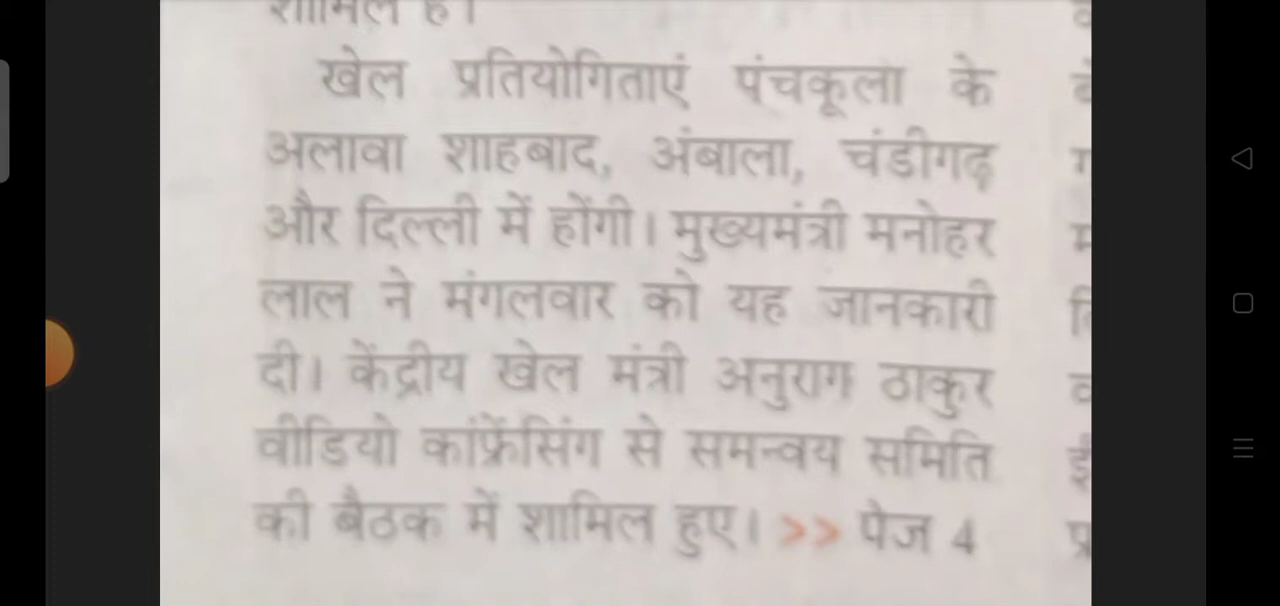 शामिल हैं।
खेल प्रतियोगिताएं पंचकूला के
अलावा शाहबाद, अंबाला, चंडीगढ़
और दिल्ली में होंगी। मुख्यमंत्री मनोहर
लाल ने मंगलवार को यह जानकारी
दी। केंद्रीय खेल मंत्री अनुराग ठाकुर
वीडियो कांफ्रेंसिंग से समन्वय समिति
की बैठक में शामिल हुए। >> पेज 4